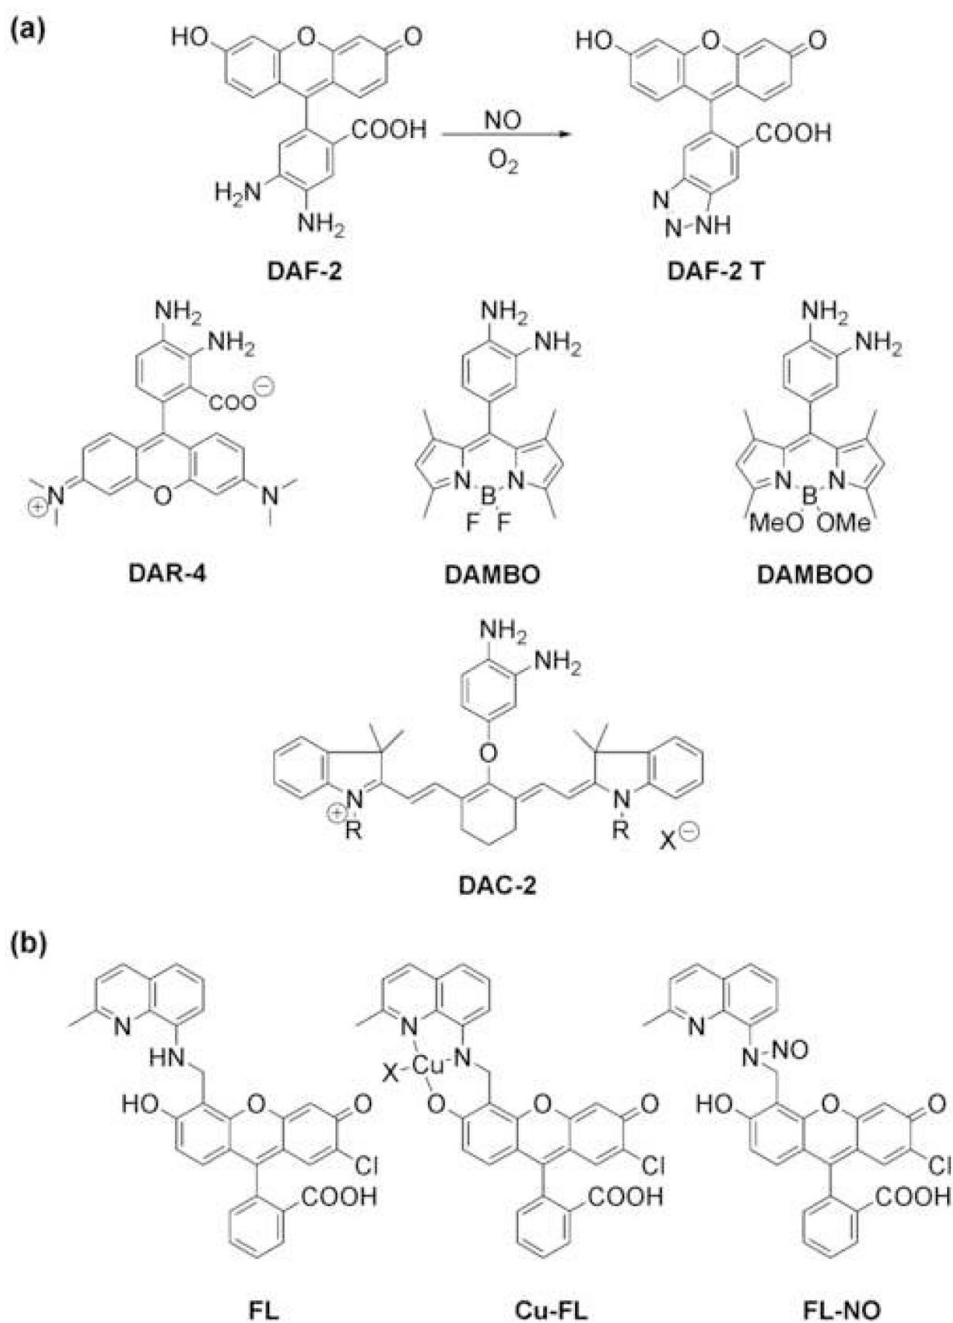 (a)
HO O O
COOH
H2N
NH2
DAF-2
NO
O2
HO O O
COOH
N
N-NH
DAF-2 T
NH2
NH2
COO⊖
N
⊕
O
N
DAR-4
NH2
NH2
N N
B
F F
DAMBO
NH2
NH2
N N
B
MeO OMe
DAMBOO
NH2
NH2
O
N
⊕
R
N
R
X⊖
DAC-2
(b)
N
HN
HO O O
Cl
COOH
FL
N N
X Cu
O O O
Cl
COOH
Cu-FL
N
N-NO
HO O O
Cl
COOH
FL-NO